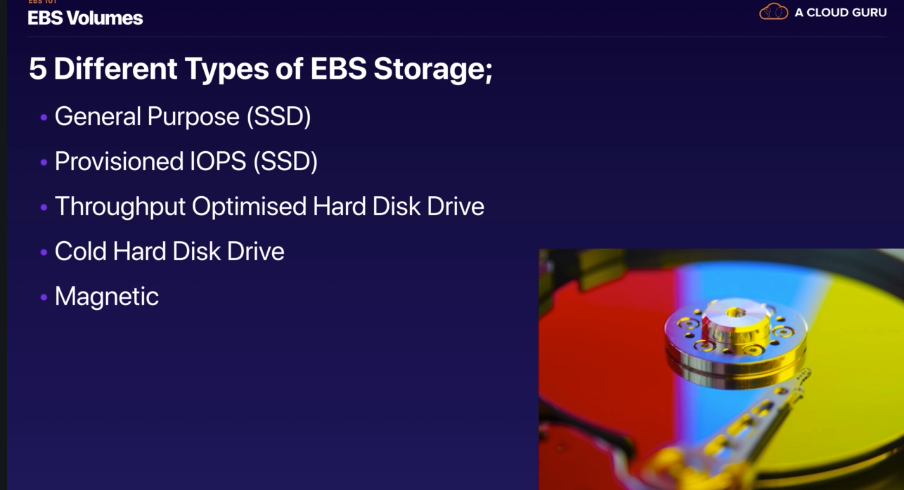 EBS 101
EBS Volumes
A CLOUD GURU
5 Different Types of EBS Storage;
• General Purpose (SSD)
• Provisioned IOPS (SSD)
• Throughput Optimised Hard Disk Drive
• Cold Hard Disk Drive
• Magnetic